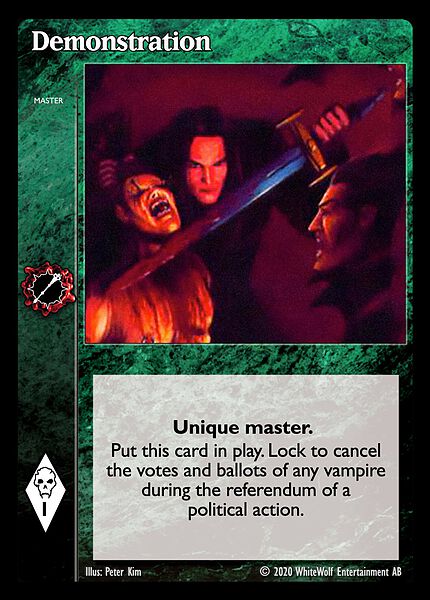 Demonstration
MASTER
Unique master.
Put this card in play. Lock to cancel
the votes and ballots of any vampire
during the referendum of a
political action.
1
Illus: Peter Kim
© 2020 WhiteWolf Entertainment AB